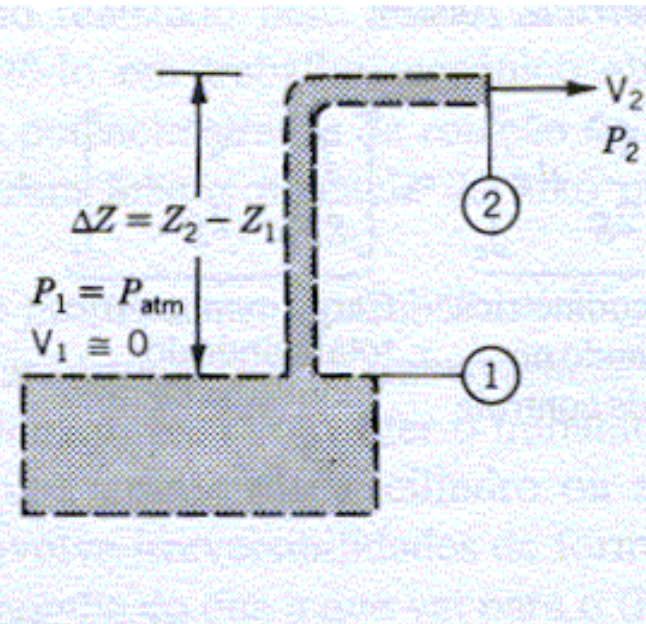 V₂
P₂
2
ΔZ = Z₂ − Z₁
P₁ = Pₐₜₘ
V₁ ≅ 0
1